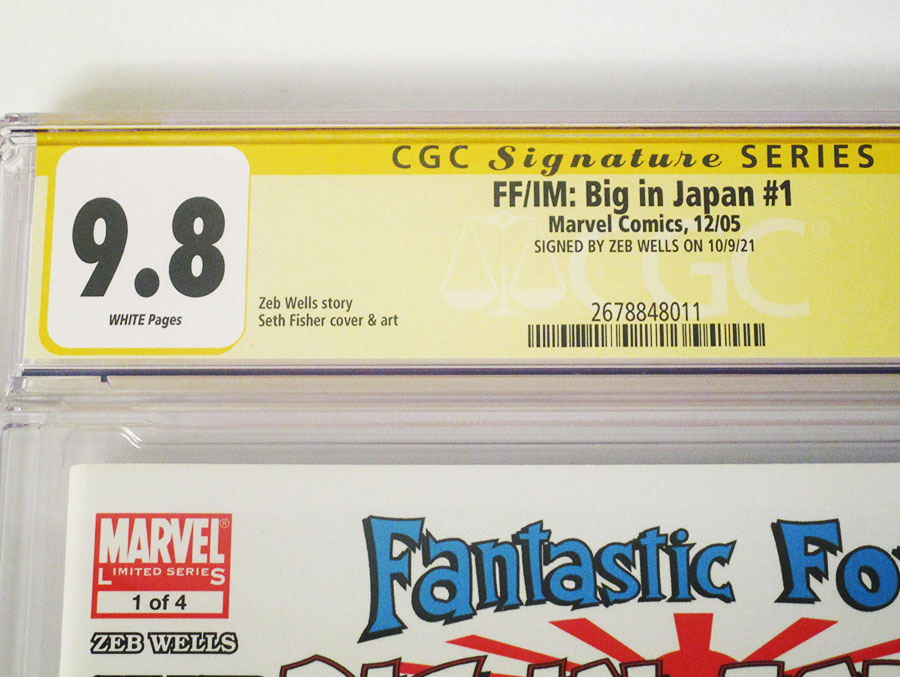 CGC Signature SERIES
9.8
WHITE Pages
FF/IM: Big in Japan #1
Marvel Comics, 12/05
SIGNED BY ZEB WELLS ON 10/9/21
Zeb Wells story
Seth Fisher cover & art
CGC®
2678848011
MARVEL®
LIMITED SERIES
1 of 4
Fantastic Fo
ZEB WELLS